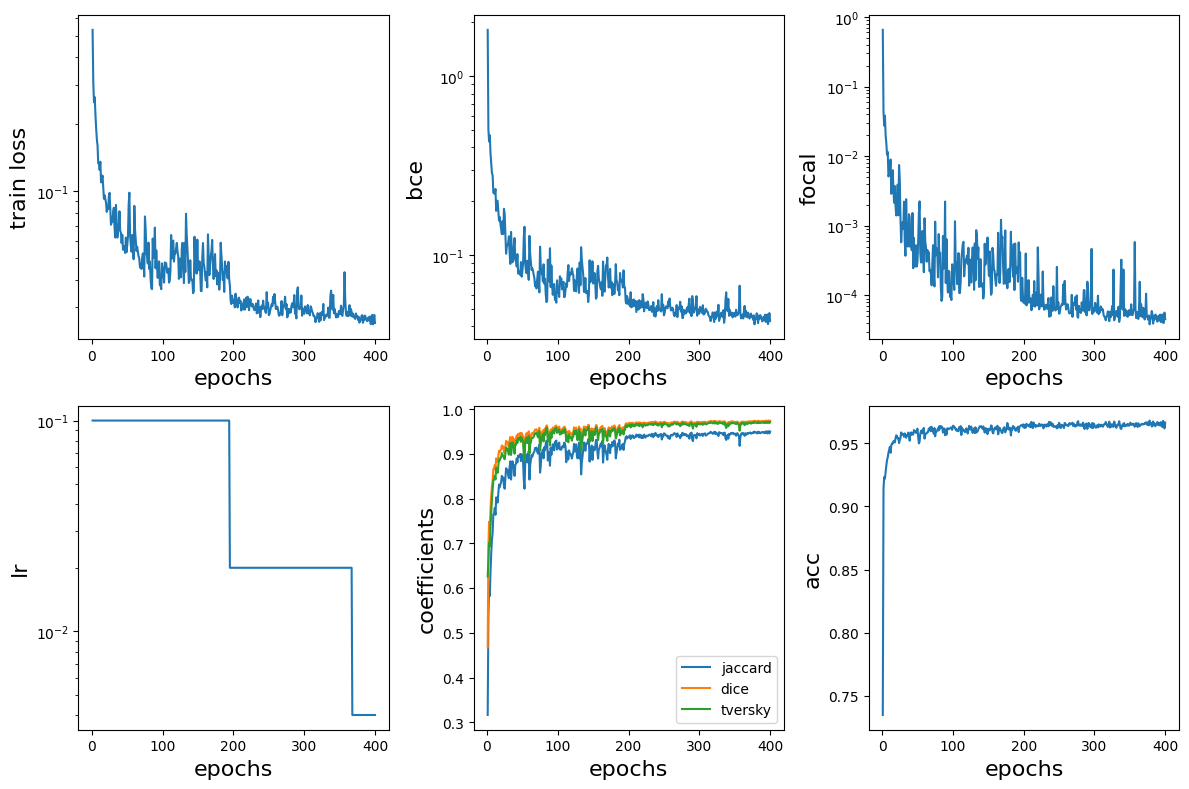 train loss
10^{-1}
0 100 200 300 400
epochs
bce
10^0
10^{-1}
0 100 200 300 400
epochs
focal
10^0
10^{-1}
10^{-2}
10^{-3}
10^{-4}
0 100 200 300 400
epochs
lr
10^{-1}
10^{-2}
0 100 200 300 400
epochs
coefficients
1.0
0.9
0.8
0.7
0.6
0.5
0.4
0.3
jaccard
dice
tversky
0 100 200 300 400
epochs
acc
0.95
0.90
0.85
0.80
0.75
0 100 200 300 400
epochs